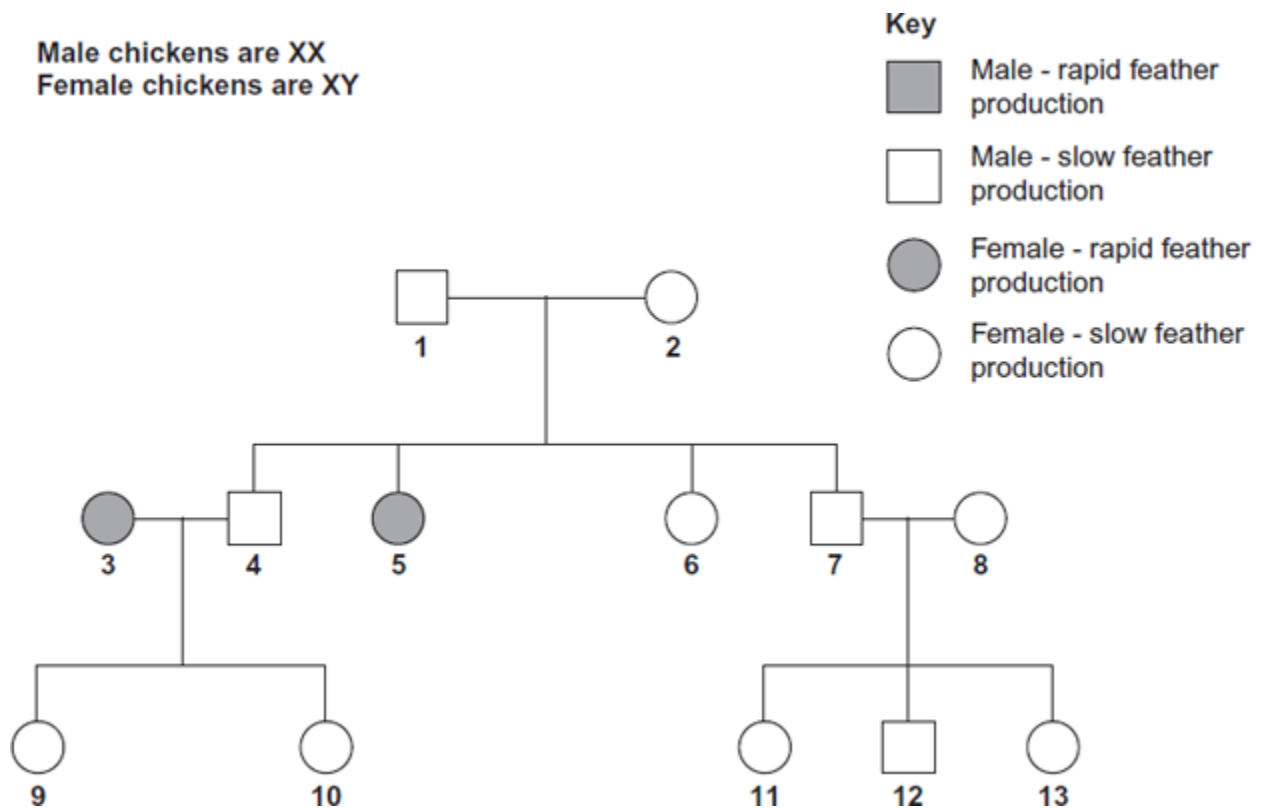 Key
Male chickens are XX
Female chickens are XY
Male - rapid feather
production
Male - slow feather
production
Female - rapid feather
production
Female - slow feather
production
1
2
3
4
5
6
7
8
9
10
11
12
13